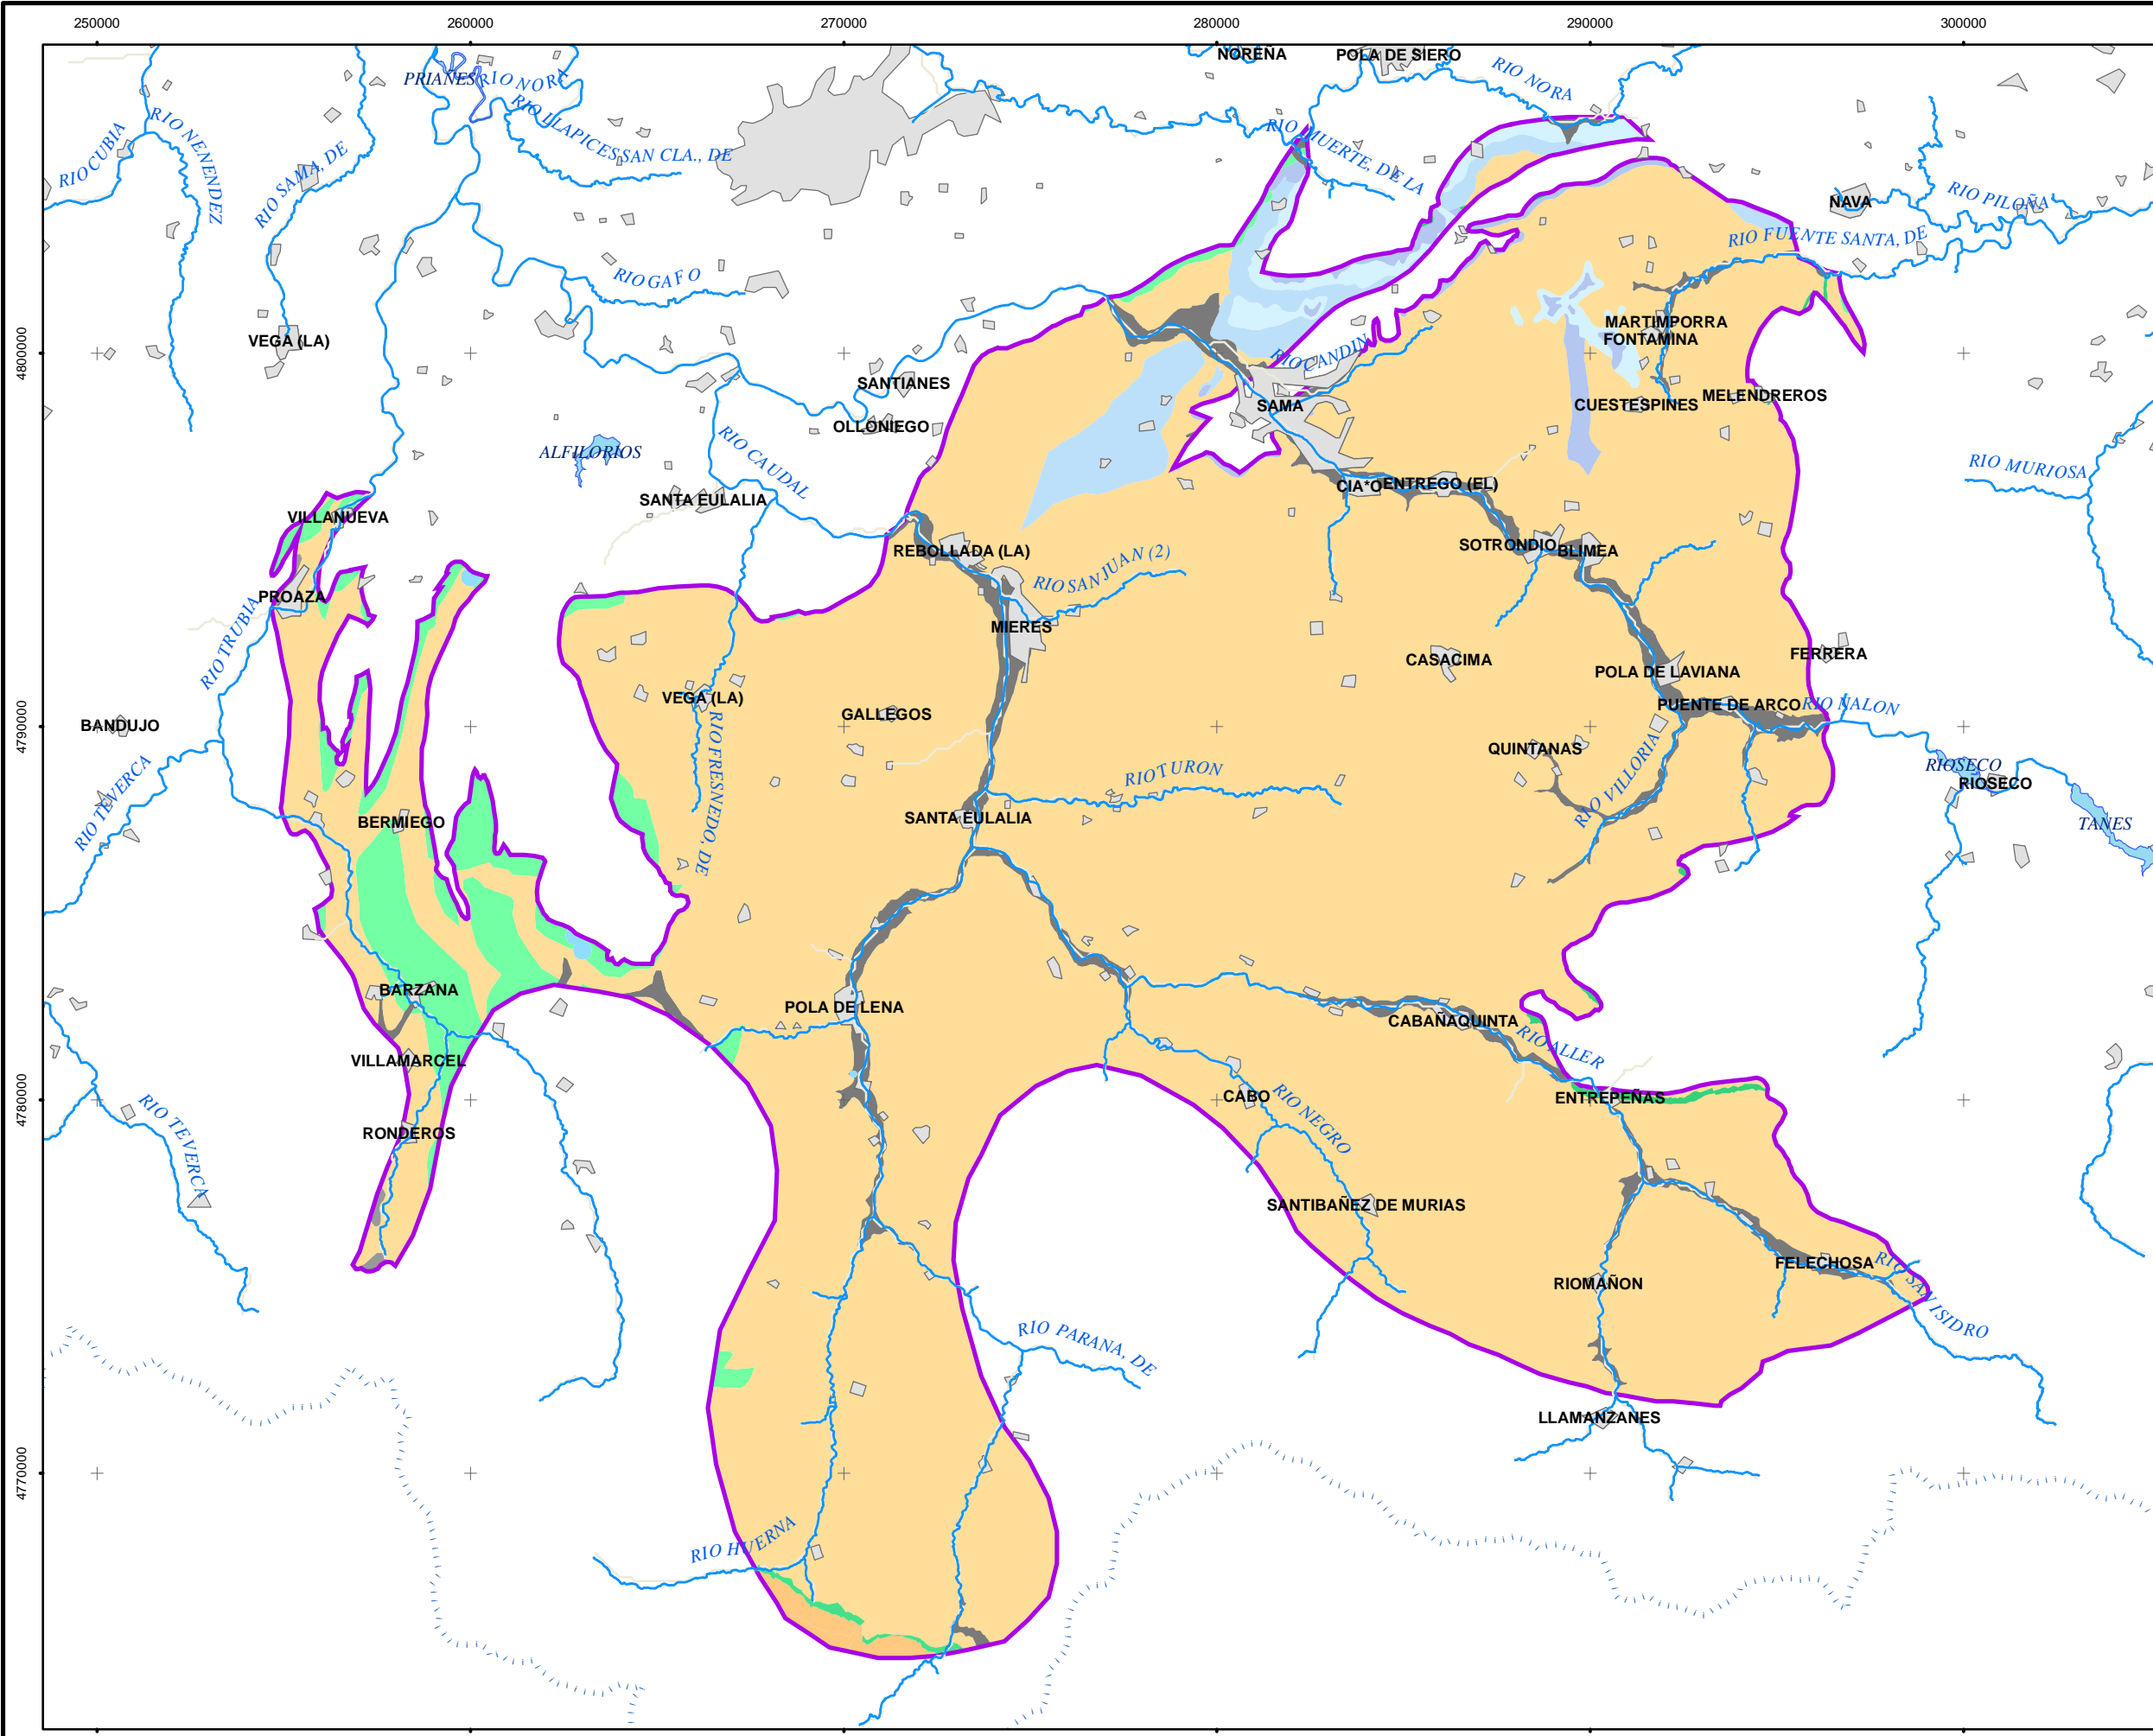 250000 260000 270000 280000 290000 300000
NOREÑA
POLA DE SIERO
PRIAÑES
RIO NORA
RIO NORA
RIO LLAPICES
SAN CLA., DE
RIO CUBIA
RIO NENENDEZ
RIO SAMA, DE
RIO MUERTE, DE LA
NAVA
RIO PILOÑA
RIO FUENTE SANTA, DE
RIO GAFO
4800000
VEGA (LA)
MARTIMPORRA
FONTAMINA
RIO CANDIN
SANTIANES
SAMA
CUESTESPINES
MELENDREROS
OLLONIEGO
ALFILORIOS
RIO CAUDAL
RIO MURIOSA
SANTA EULALIA
CIA*O
ENTREGO (EL)
VILLANUEVA
REBOLLADA (LA)
RIO SAN JUAN (2)
SOTRONDIO
BLIMEA
PROAZA
RIO TRUBIA
MIERES
CASACIMA
FERRERA
POLA DE LAVIANA
VEGA (LA)
PUENTE DE ARCO
RIO NALON
GALLEGOS
BANDUJO
4790000
RIO FRESNEDO, DE
QUINTANAS
RIO VILLORIA
RIOSECO
RIOSECO
RIO TEVERCA
RIO TURON
SANTA EULALIA
BERMIEGO
TANES
BARZANA
POLA DE LENA
CABAÑAQUINTA
RIO ALLER
VILLAMARCEL
4780000
CABO
RIO NEGRO
ENTREPEÑAS
RIO TEVERCA
RONDEROS
SANTIBAÑEZ DE MURIAS
FELECHOSA
RIO SAN ISIDRO
RIOMAÑON
RIO PARANA, DE
LLAMANZANES
4770000
RIO HUERNA